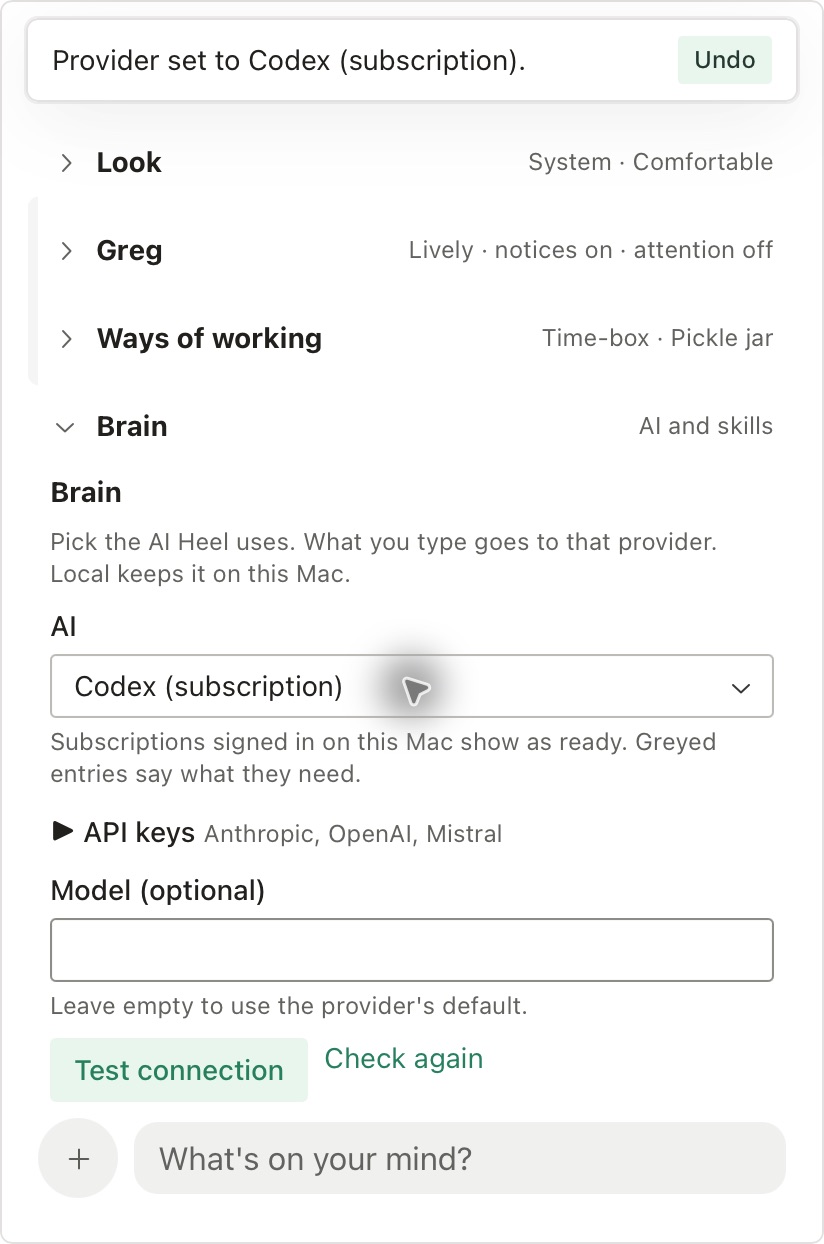 Provider set to Codex (subscription).
Undo
Look
System · Comfortable
Greg
Lively · notices on · attention off
Ways of working
Time-box · Pickle jar
Brain
AI and skills
Brain
Pick the AI Heel uses. What you type goes to that provider.
Local keeps it on this Mac.
AI
Codex (subscription)
Subscriptions signed in on this Mac show as ready. Greyed
entries say what they need.
API keys Anthropic, OpenAI, Mistral
Model (optional)
Leave empty to use the provider's default.
Test connection
Check again
What's on your mind?